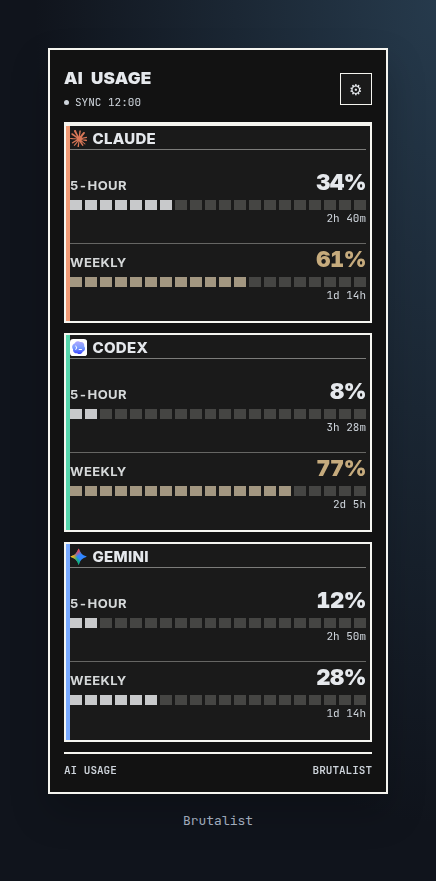 AI USAGE
SYNC 12:00
CLAUDE
5-HOUR 34%
2h 40m
WEEKLY 61%
1d 14h
CODEX
5-HOUR 8%
3h 28m
WEEKLY 77%
2d 5h
GEMINI
5-HOUR 12%
2h 50m
WEEKLY 28%
1d 14h
AI USAGE BRUTALIST
Brutalist